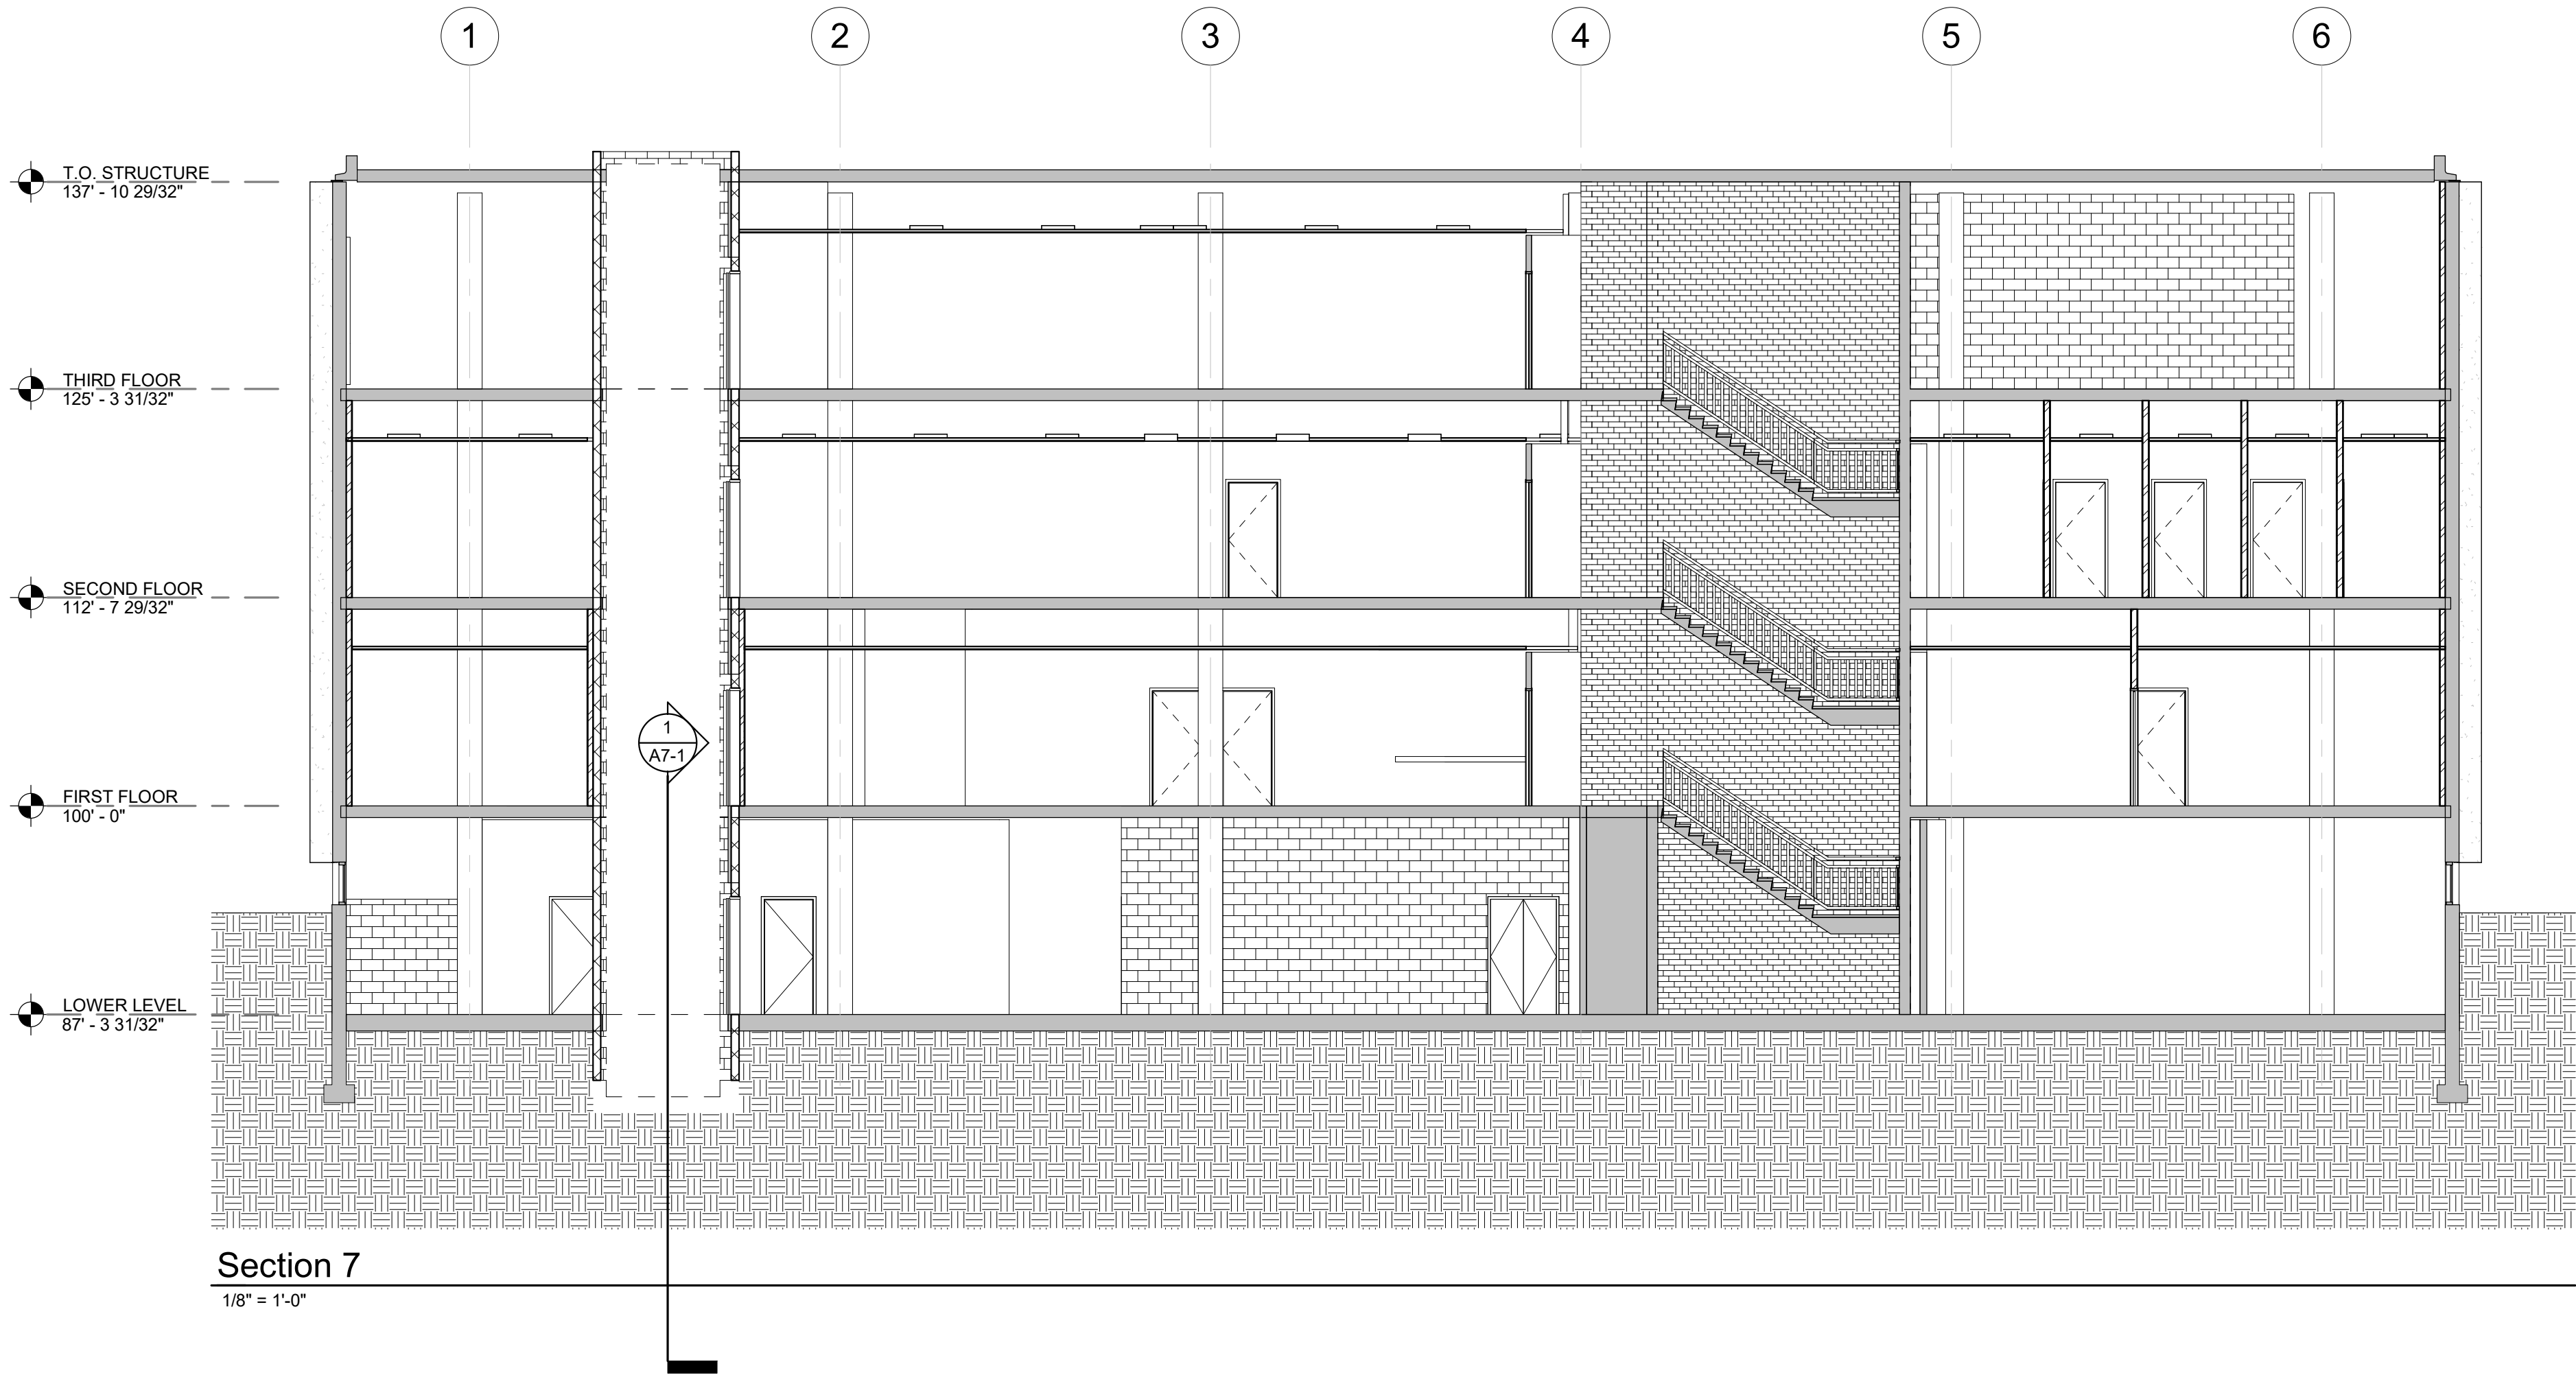 1 2 3 4 5 6
T.O. STRUCTURE
137' - 10 29/32"
THIRD FLOOR
125' - 3 31/32"
SECOND FLOOR
112' - 7 29/32"
1
A7-1
FIRST FLOOR
100' - 0"
LOWER LEVEL
87' - 3 31/32"
Section 7
1/8" = 1'-0"